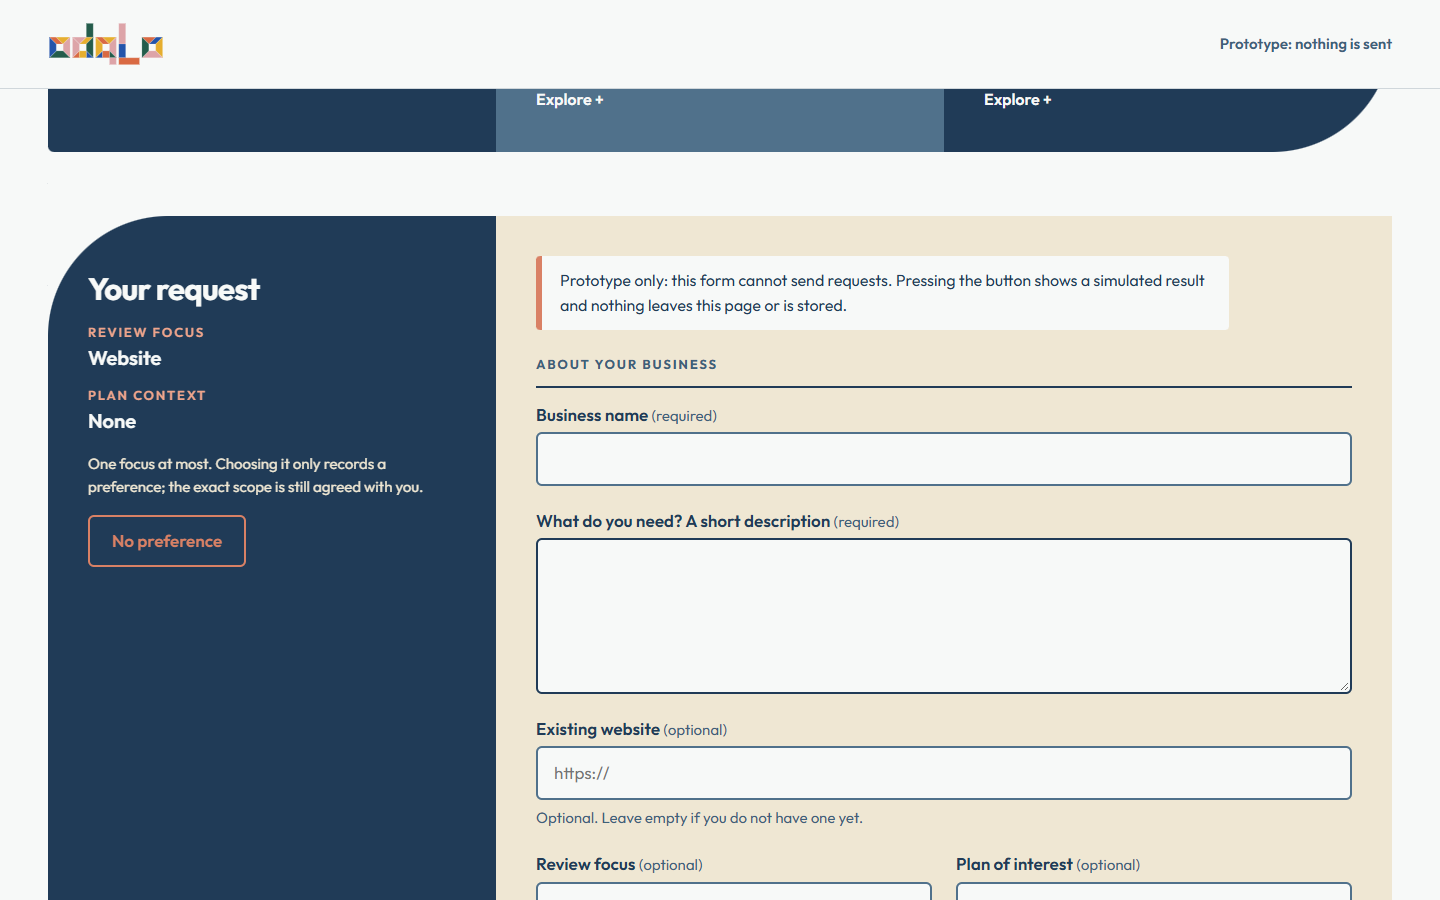 odqLo
Prototype: nothing is sent
Explore +
Explore +
Your request
REVIEW FOCUS
Website
PLAN CONTEXT
None
One focus at most. Choosing it only records a
preference; the exact scope is still agreed with you.
No preference
Prototype only: this form cannot send requests. Pressing the button shows a simulated result
and nothing leaves this page or is stored.
ABOUT YOUR BUSINESS
Business name (required)
What do you need? A short description (required)
Existing website (optional)
https://
Optional. Leave empty if you do not have one yet.
Review focus (optional)
Plan of interest (optional)